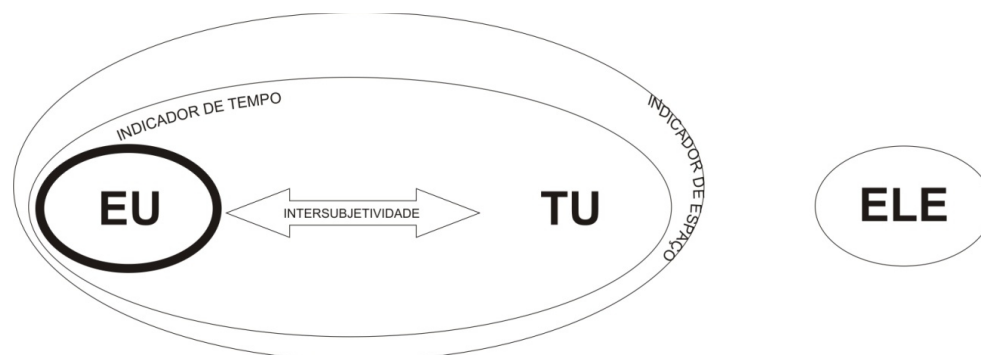 INDICADOR DE TEMPO
INDICADOR DE ESPAÇO
EU
INTERSUBJETIVIDADE
TU
ELE